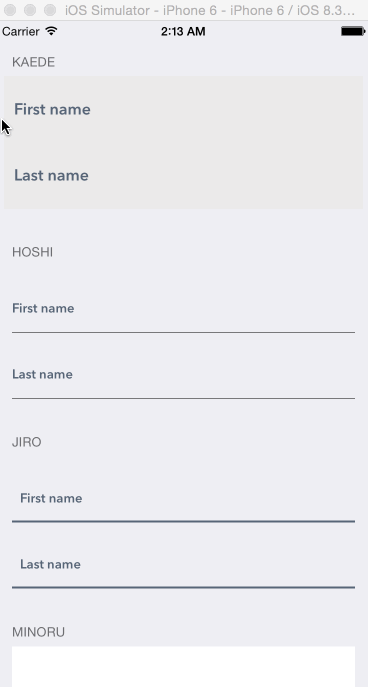 iOS Simulator - iPhone 6 - iPhone 6 / iOS 8.3...
Carrier 2:13 AM
KAEDE
First name
Last name
HOSHI
First name
Last name
JIRO
First name
Last name
MINORU